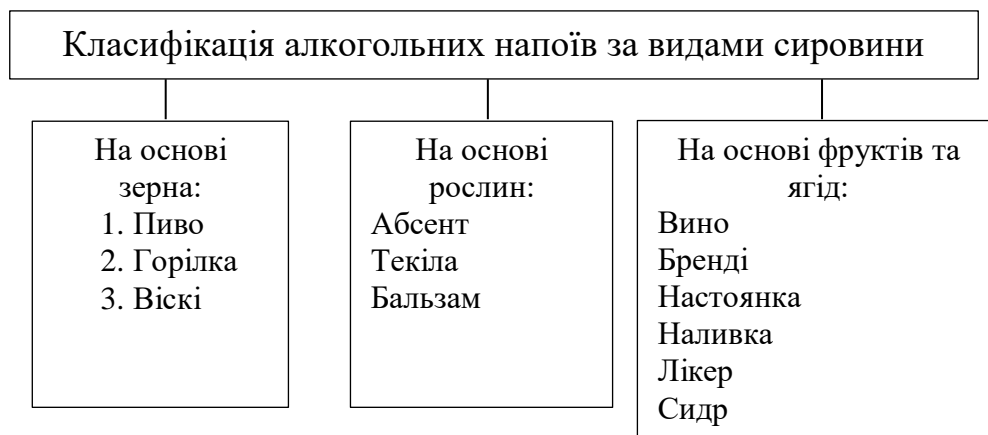 Класифікація алкогольних напоїв за видами сировини
На основі
зерна:
1. Пиво
2. Горілка
3. Віскі
На основі
рослин:
Абсент
Текіла
Бальзам
На основі фруктів та
ягід:
Вино
Бренді
Настоянка
Наливка
Лікер
Сидр